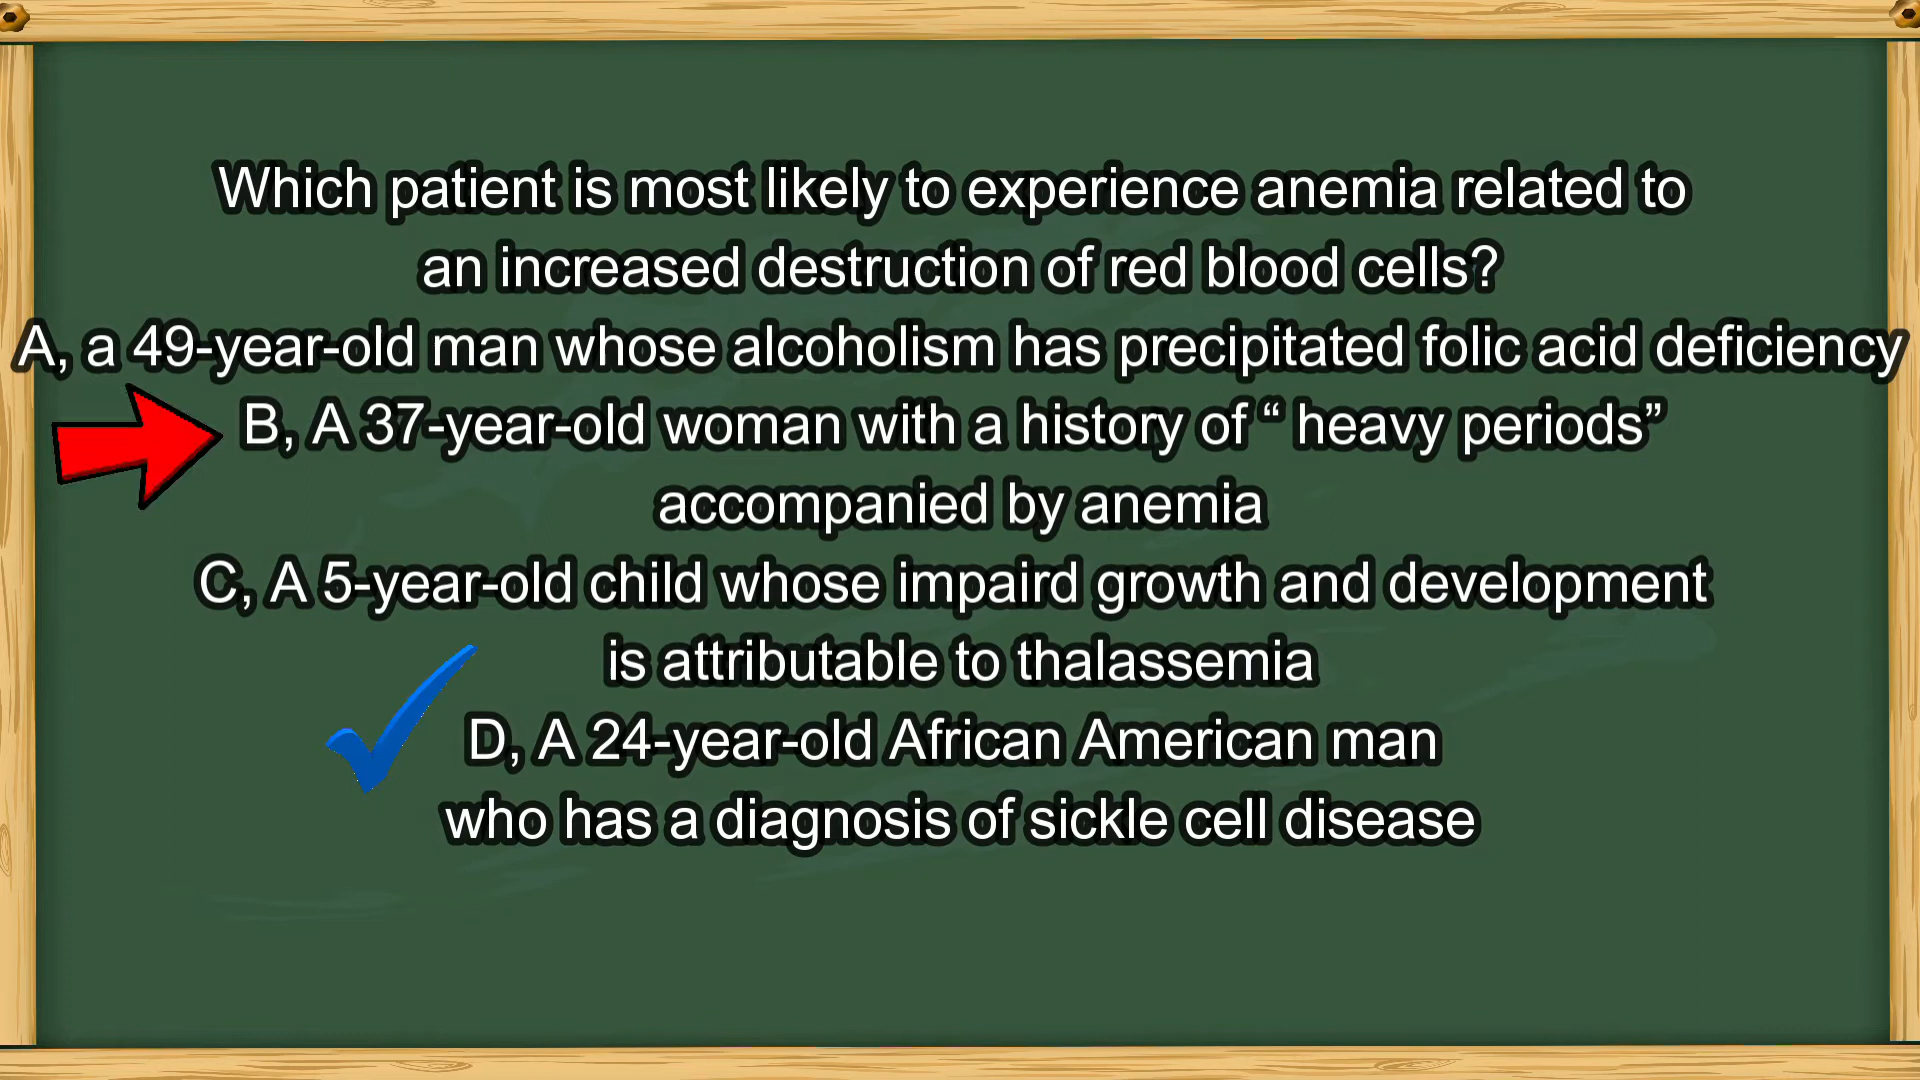 Which patient is most likely to experience anemia related to
an increased destruction of red blood cells?
A, a 49-year-old man whose alcoholism has precipitated folic acid deficiency
B, A 37-year-old woman with a history of “ heavy periods”
accompanied by anemia
C, A 5-year-old child whose impaird growth and development
is attributable to thalassemia
D, A 24-year-old African American man
who has a diagnosis of sickle cell disease